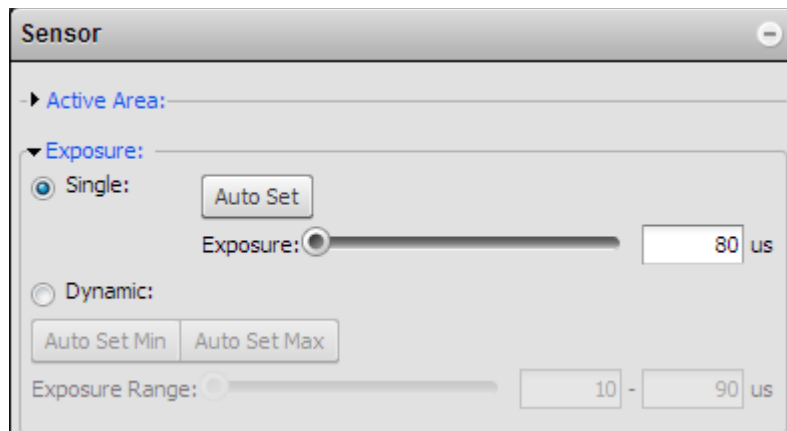 Sensor
Active Area:
Exposure:
Single:
Auto Set
Exposure: 80 us
Dynamic:
Auto Set Min Auto Set Max
Exposure Range: 10 - 90 us